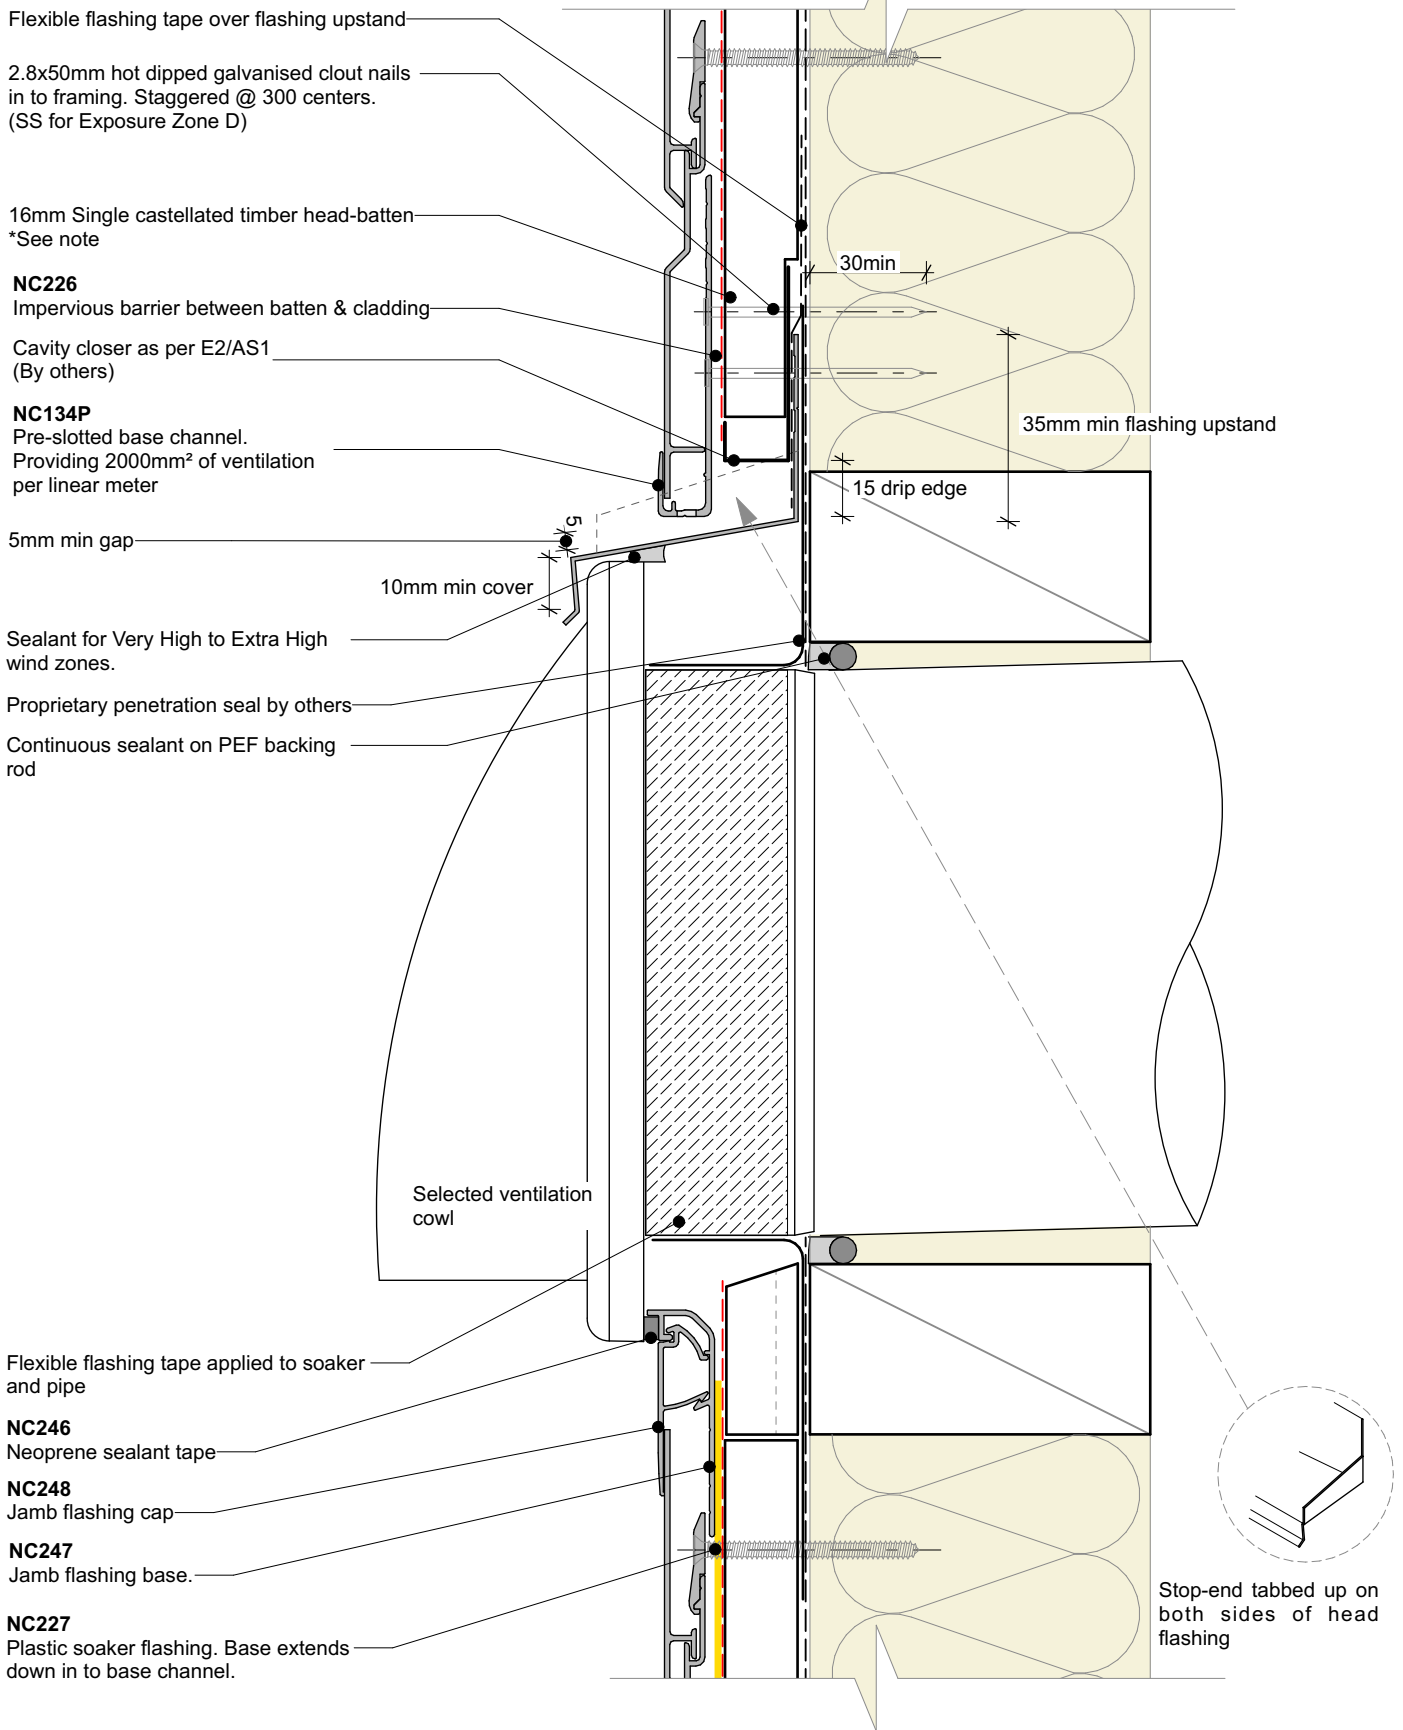 Flexible flashing tape over flashing upstand
2.8x50mm hot dipped galvanised clout nails
in to framing. Staggered @ 300 centers.
(SS for Exposure Zone D)
16mm Single castellated timber head-batten
*See note
30min
NC226
Impervious barrier between batten & cladding
Cavity closer as per E2/AS1
(By others)
NC134P
Pre-slotted base channel.
Providing 2000mm² of ventilation
per linear meter
35mm min flashing upstand
15 drip edge
5
5mm min gap
10mm min cover
Sealant for Very High to Extra High
wind zones.
Proprietary penetration seal by others
Continuous sealant on PEF backing
rod
Selected ventilation
cowl
Flexible flashing tape applied to soaker
and pipe
NC246
Neoprene sealant tape
NC248
Jamb flashing cap
NC247
Jamb flashing base.
NC227
Plastic soaker flashing. Base extends
down in to base channel.
Stop-end tabbed up on
both sides of head
flashing